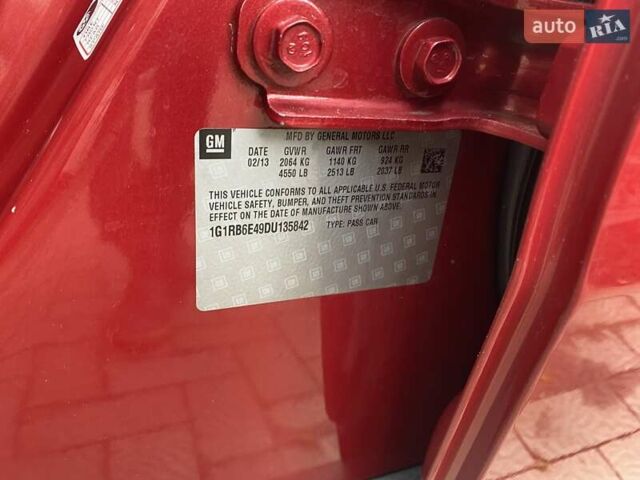 auto RIA.com
GM
MFD BY GENERAL MOTORS LLC
DATE GVWR GAWR FRT GAWR RR
02/13 2064 KG 1140 KG 924 KG
4550 LB 2513 LB 2037 LB
THIS VEHICLE CONFORMS TO ALL APPLICABLE U.S. FEDERAL MOTOR
VEHICLE SAFETY, BUMPER, AND THEFT PREVENTION STANDARDS IN
EFFECT ON THE DATE OF MANUFACTURE SHOWN ABOVE.
1G1RB6E49DU135842 TYPE: PASS CAR